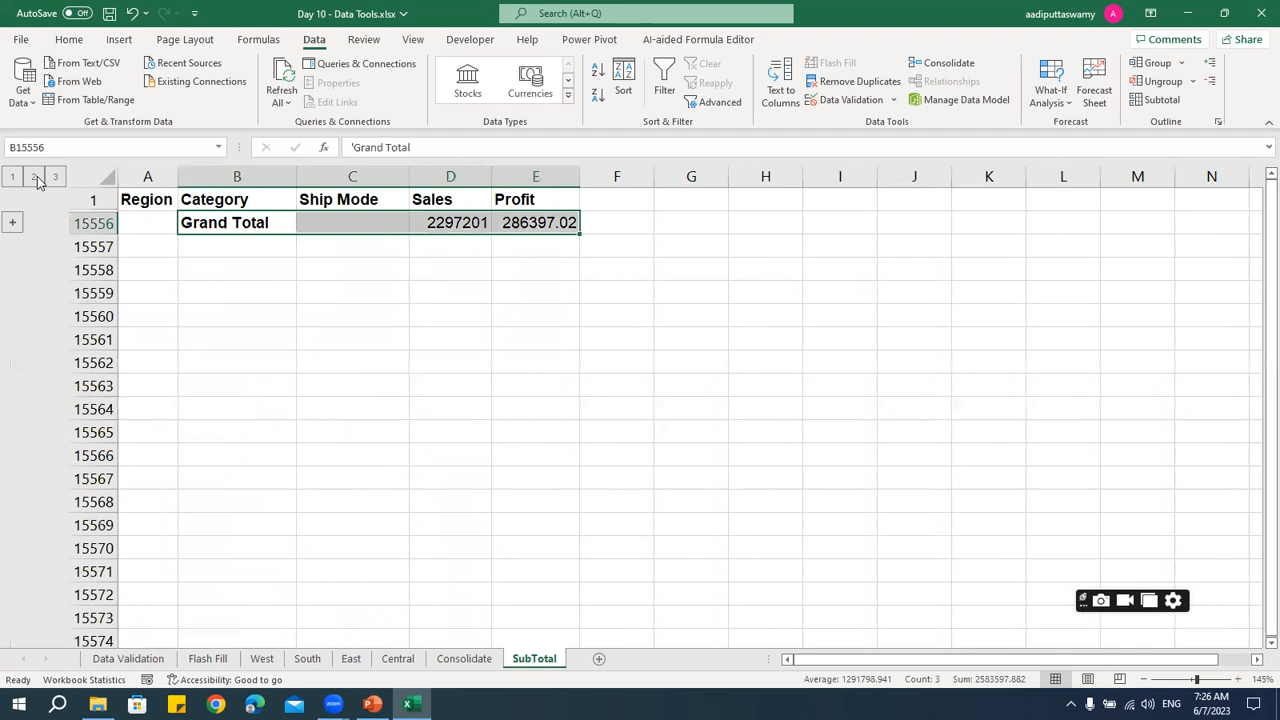 AutoSave Off Day 10 - Data Tools.xlsx Search (Alt+Q) aadiputtaswamy A
File Home Insert Page Layout Formulas Data Review View Developer Help Power Pivot AI-aided Formula Editor Comments Share
Get Data From Text/CSV From Web From Table/Range Recent Sources Existing Connections
Refresh All Queries & Connections Properties Edit Links
Stocks Currencies
Sort Filter Clear Reapply Advanced
Text to Columns Flash Fill Remove Duplicates Data Validation Consolidate Relationships Manage Data Model
What-If Analysis Forecast Sheet Group Ungroup Subtotal
Get & Transform Data Queries & Connections Data Types Sort & Filter Data Tools Forecast Outline
B15556 'Grand Total
1 2 3 A B C D E F G H I J K L M N
1 Region Category Ship Mode Sales Profit
15556 Grand Total 2297201 286397.02
15557
15558
15559
15560
15561
15562
15563
15564
15565
15566
15567
15568
15569
15570
15571
15572
15573
15574
Data Validation Flash Fill West South East Central Consolidate SubTotal
Ready Workbook Statistics Accessibility: Good to go Average: 1291798.941 Count: 3 Sum: 2583597.882 145%
ENG 7:26 AM 6/7/2023